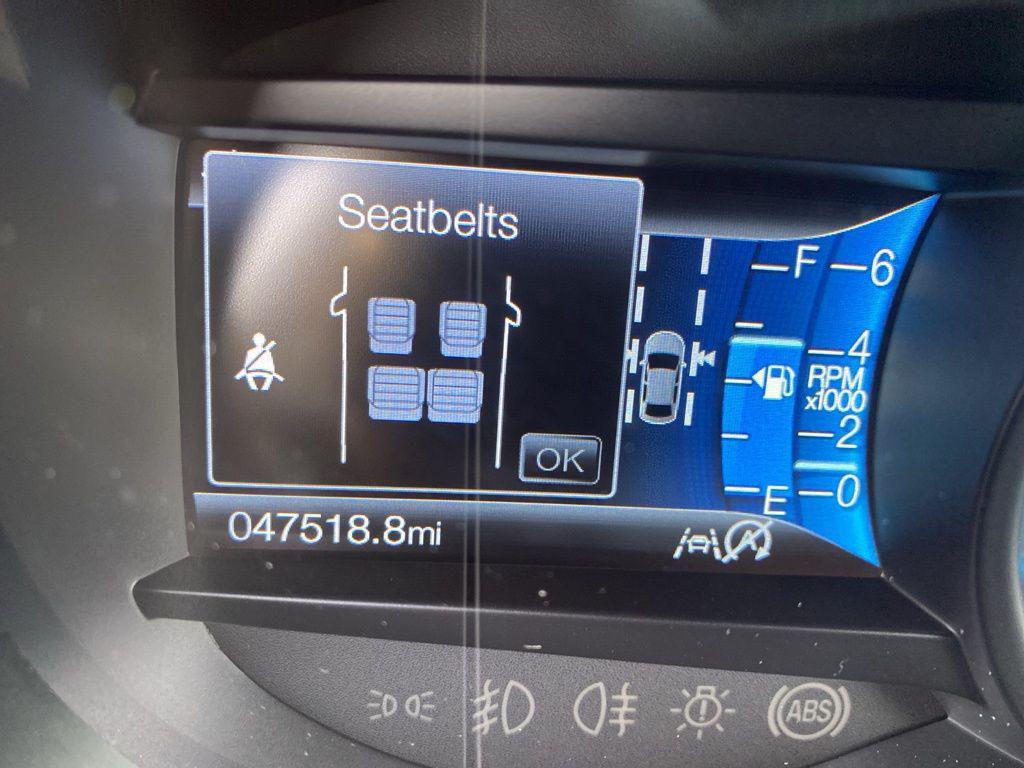 Seatbelts
OK
047518.8mi
F
E
6
4
RPM
x1000
2
0
ABS